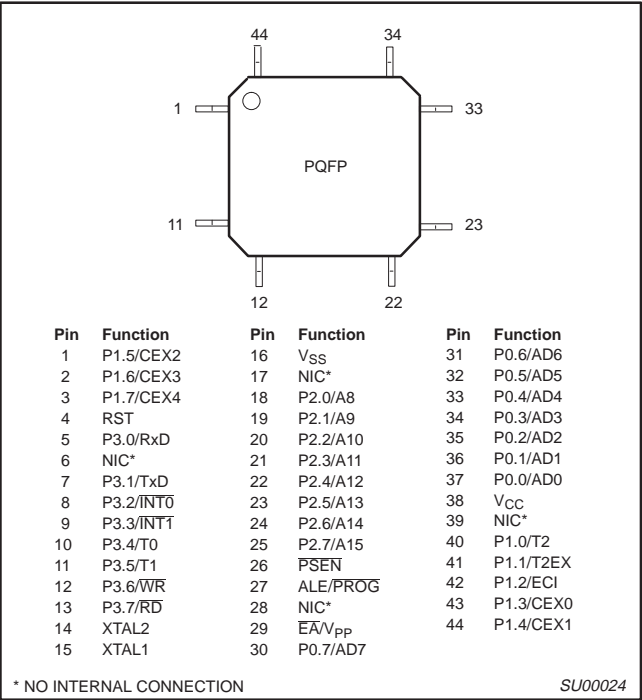 44 34
1 33
PQFP
11 23
12 22
Pin Function Pin Function Pin Function
1 P1.5/CEX2 16 VSS 31 P0.6/AD6
2 P1.6/CEX3 17 NIC* 32 P0.5/AD5
3 P1.7/CEX4 18 P2.0/A8 33 P0.4/AD4
4 RST 19 P2.1/A9 34 P0.3/AD3
5 P3.0/RxD 20 P2.2/A10 35 P0.2/AD2
6 NIC* 21 P2.3/A11 36 P0.1/AD1
7 P3.1/TxD 22 P2.4/A12 37 P0.0/AD0
8 P3.2/INT0 23 P2.5/A13 38 VCC
9 P3.3/INT1 24 P2.6/A14 39 NIC*
10 P3.4/T0 25 P2.7/A15 40 P1.0/T2
11 P3.5/T1 26 PSEN 41 P1.1/T2EX
12 P3.6/WR 27 ALE/PROG 42 P1.2/ECI
13 P3.7/RD 28 NIC* 43 P1.3/CEX0
14 XTAL2 29 EA/VPP 44 P1.4/CEX1
15 XTAL1 30 P0.7/AD7
* NO INTERNAL CONNECTION SU00024